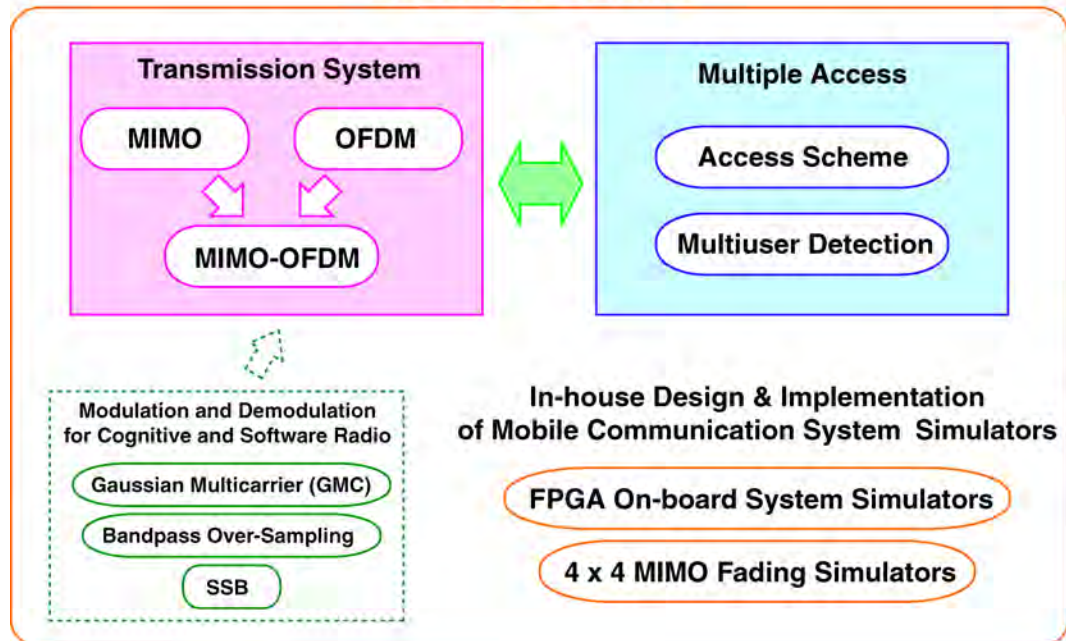 Transmission System
MIMO
OFDM
MIMO-OFDM
Multiple Access
Access Scheme
Multiuser Detection
Modulation and Demodulation
for Cognitive and Software Radio
Gaussian Multicarrier (GMC)
Bandpass Over-Sampling
SSB
In-house Design & Implementation
of Mobile Communication System Simulators
FPGA On-board System Simulators
4 x 4 MIMO Fading Simulators